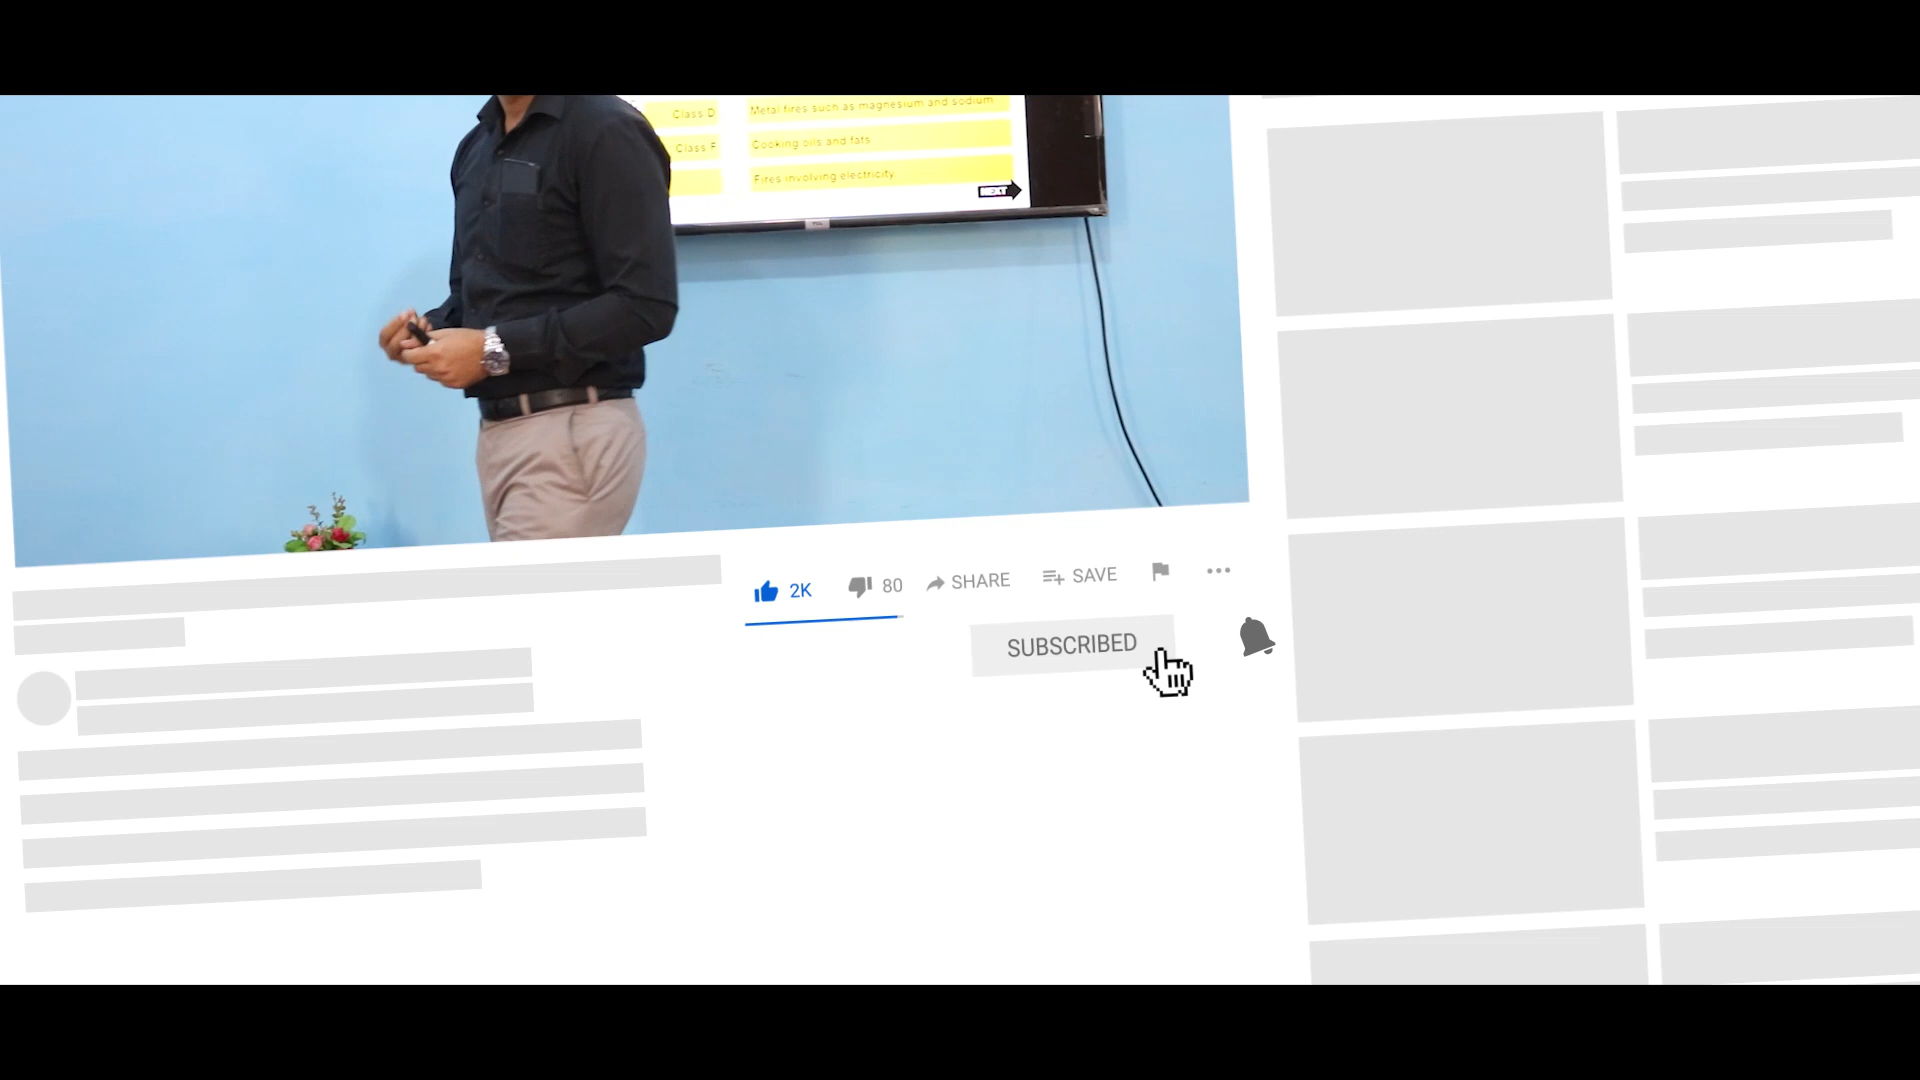 Class D Metal fires such as magnesium and sodium
Class F Cooking oils and fats
Fires involving electricity
NEXT
TCL
2K 80 SHARE SAVE
SUBSCRIBED